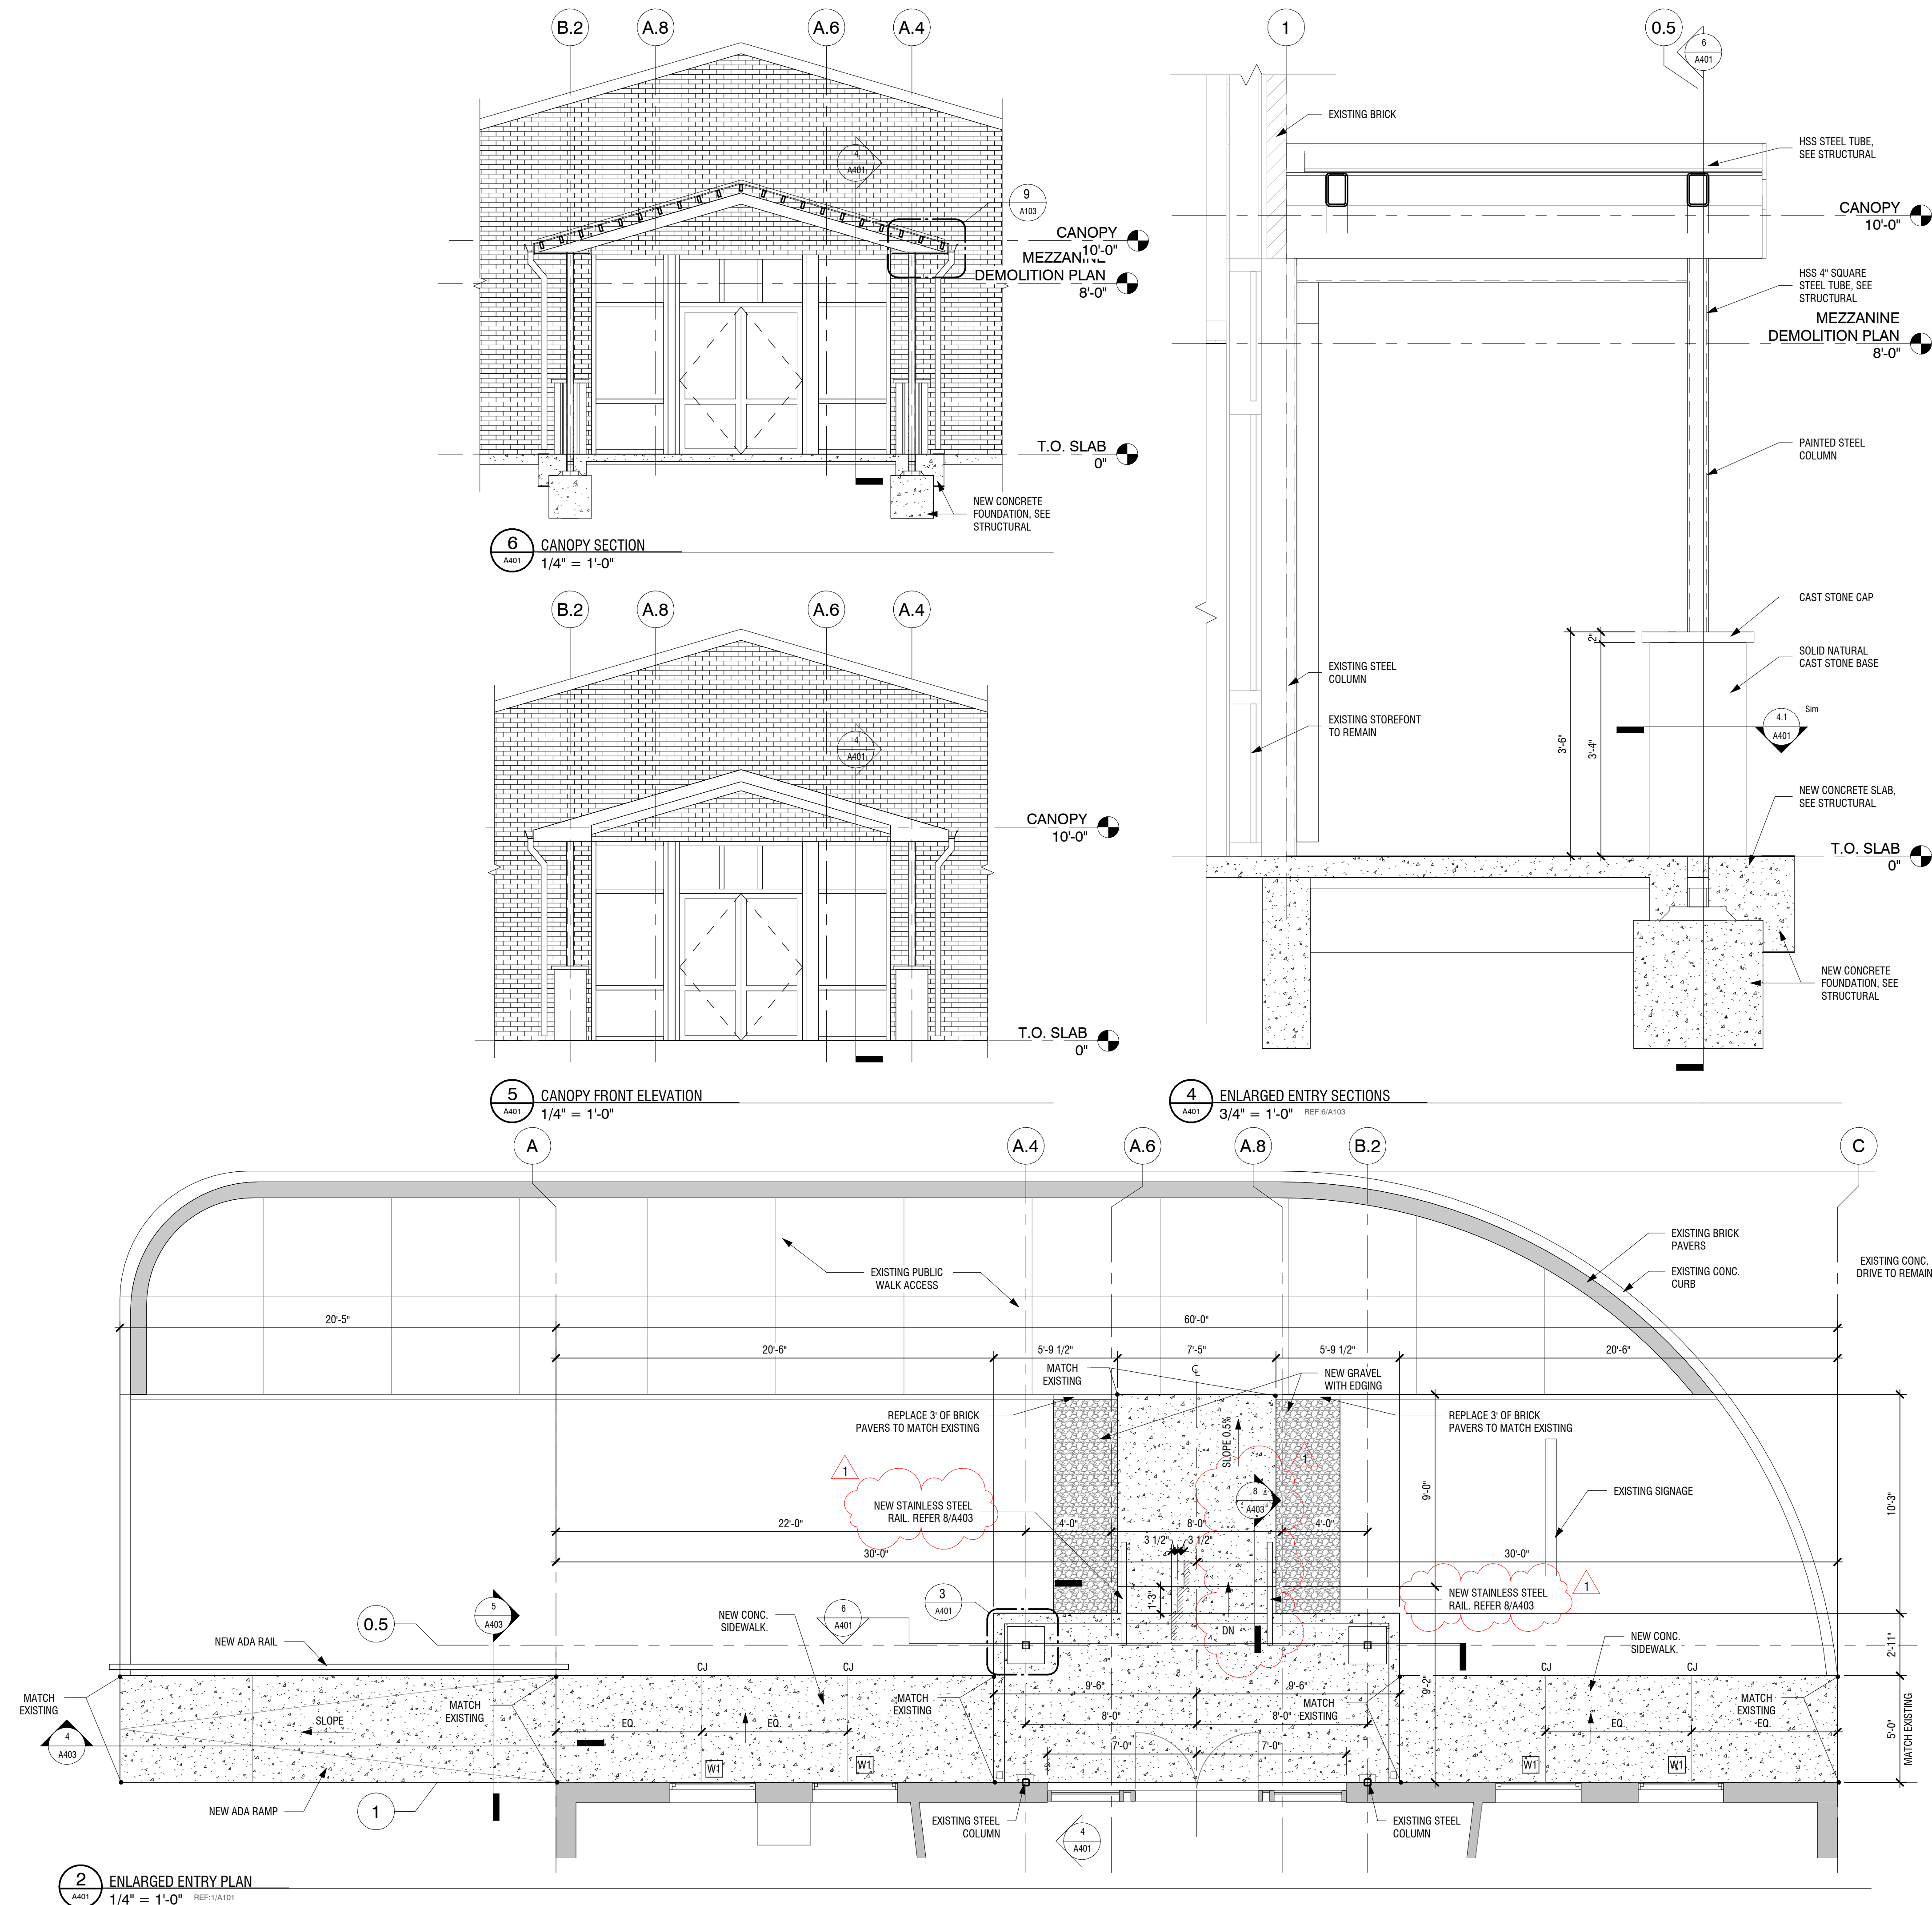 B.2
A.8
A.6
A.4
4
A401
9
A103
CANOPY
10'-0"
MEZZANINE
DEMOLITION PLAN
8'-0"
T.O. SLAB
0"
NEW CONCRETE
FOUNDATION, SEE
STRUCTURAL
6
A401
CANOPY SECTION
1/4" = 1'-0"
B.2
A.8
A.6
A.4
4
A401
CANOPY
10'-0"
T.O. SLAB
0"
5
A401
CANOPY FRONT ELEVATION
1/4" = 1'-0"
1
0.5
6
A401
EXISTING BRICK
HSS STEEL TUBE,
SEE STRUCTURAL
CANOPY
10'-0"
HSS 4" SQUARE
STEEL TUBE, SEE
STRUCTURAL
MEZZANINE
DEMOLITION PLAN
8'-0"
PAINTED STEEL
COLUMN
CAST STONE CAP
2"
SOLID NATURAL
CAST STONE BASE
EXISTING STEEL
COLUMN
4.1
A401
Sim
EXISTING STOREFONT
TO REMAIN
3'-6"
3'-4"
NEW CONCRETE SLAB,
SEE STRUCTURAL
T.O. SLAB
0"
NEW CONCRETE
FOUNDATION, SEE
STRUCTURAL
4
A401
ENLARGED ENTRY SECTIONS
3/4" = 1'-0"
REF:6/A103
A
A.4
A.6
A.8
B.2
C
EXISTING BRICK
PAVERS
EXISTING PUBLIC
WALK ACCESS
EXISTING CONC.
CURB
EXISTING CONC.
DRIVE TO REMAIN
20'-5"
60'-0"
20'-6"
5'-9 1/2"
7'-5"
5'-9 1/2"
20'-6"
MATCH
EXISTING
CL
NEW GRAVEL
WITH EDGING
REPLACE 3' OF BRICK
PAVERS TO MATCH EXISTING
REPLACE 3' OF BRICK
PAVERS TO MATCH EXISTING
SLOPE 0.5%
1
1
8
A403
NEW STAINLESS STEEL
RAIL. REFER 8/A403
EXISTING SIGNAGE
9'-0"
10'-3"
22'-0"
4'-0"
8'-0"
4'-0"
3 1/2"
3 1/2"
30'-0"
30'-0"
1
NEW STAINLESS STEEL
RAIL. REFER 8/A403
1'-3"
3
A401
5
A403
0.5
6
A401
NEW CONC.
SIDEWALK.
DN
NEW CONC.
SIDEWALK.
NEW ADA RAIL
2'-11"
CJ
CJ
CJ
CJ
MATCH
EXISTING
MATCH
EXISTING
MATCH
EXISTING
9'-6"
9'-6"
9'-2"
MATCH
EXISTING
MATCH
EXISTING
SLOPE
EQ.
EQ.
8'-0"
8'-0"
EQ.
EQ.
4
A403
7'-0"
7'-0"
5'-0"
MATCH EXISTING
W1
W1
W1
W1
NEW ADA RAMP
1
EXISTING STEEL
COLUMN
4
A401
EXISTING STEEL
COLUMN
2
A401
ENLARGED ENTRY PLAN
1/4" = 1'-0"
REF:1/A101